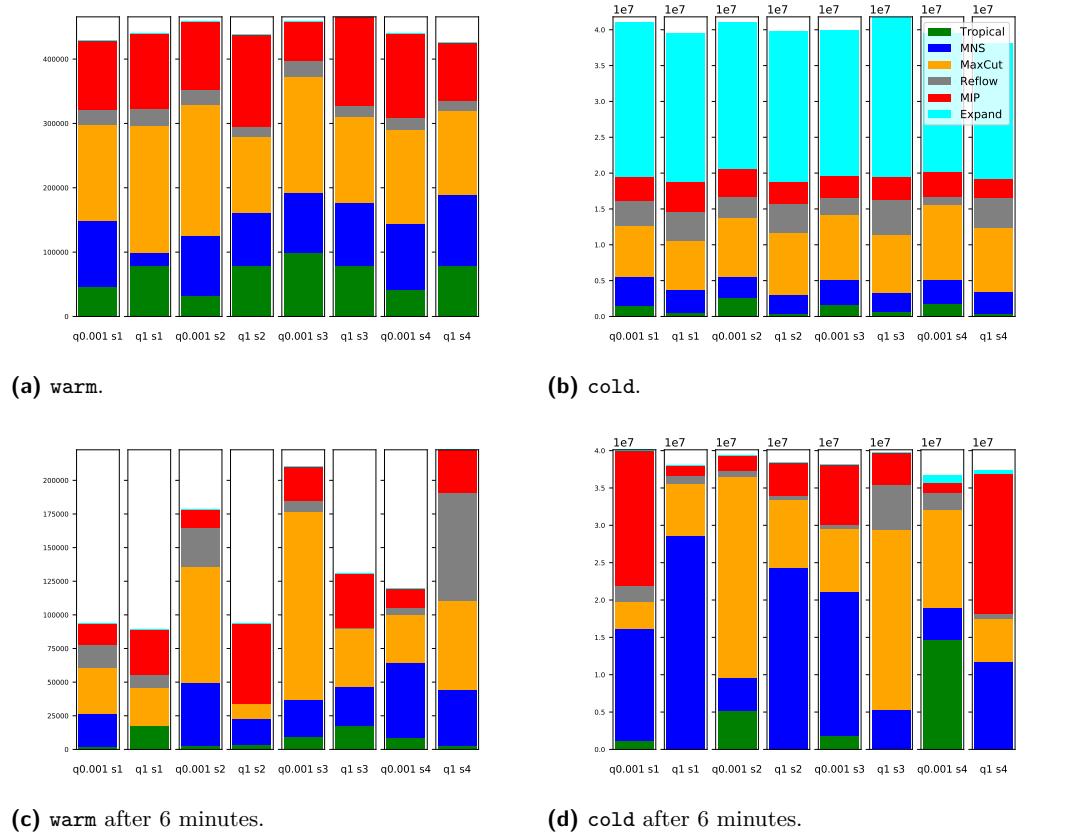 400000
300000
200000
100000
0
q0.001 s1 q1 s1 q0.001 s2 q1 s2 q0.001 s3 q1 s3 q0.001 s4 q1 s4
(a) warm.
1e7 1e7 1e7 1e7 1e7 1e7 1e7 1e7
4.0
3.5
3.0
2.5
2.0
1.5
1.0
0.5
0.0
Tropical
MNS
MaxCut
Reflow
MIP
Expand
q0.001 s1 q1 s1 q0.001 s2 q1 s2 q0.001 s3 q1 s3 q0.001 s4 q1 s4
(b) cold.
200000
175000
150000
125000
100000
75000
50000
25000
0
q0.001 s1 q1 s1 q0.001 s2 q1 s2 q0.001 s3 q1 s3 q0.001 s4 q1 s4
(c) warm after 6 minutes.
1e7 1e7 1e7 1e7 1e7 1e7 1e7 1e7
4.0
3.5
3.0
2.5
2.0
1.5
1.0
0.5
0.0
q0.001 s1 q1 s1 q0.001 s2 q1 s2 q0.001 s3 q1 s3 q0.001 s4 q1 s4
(d) cold after 6 minutes.